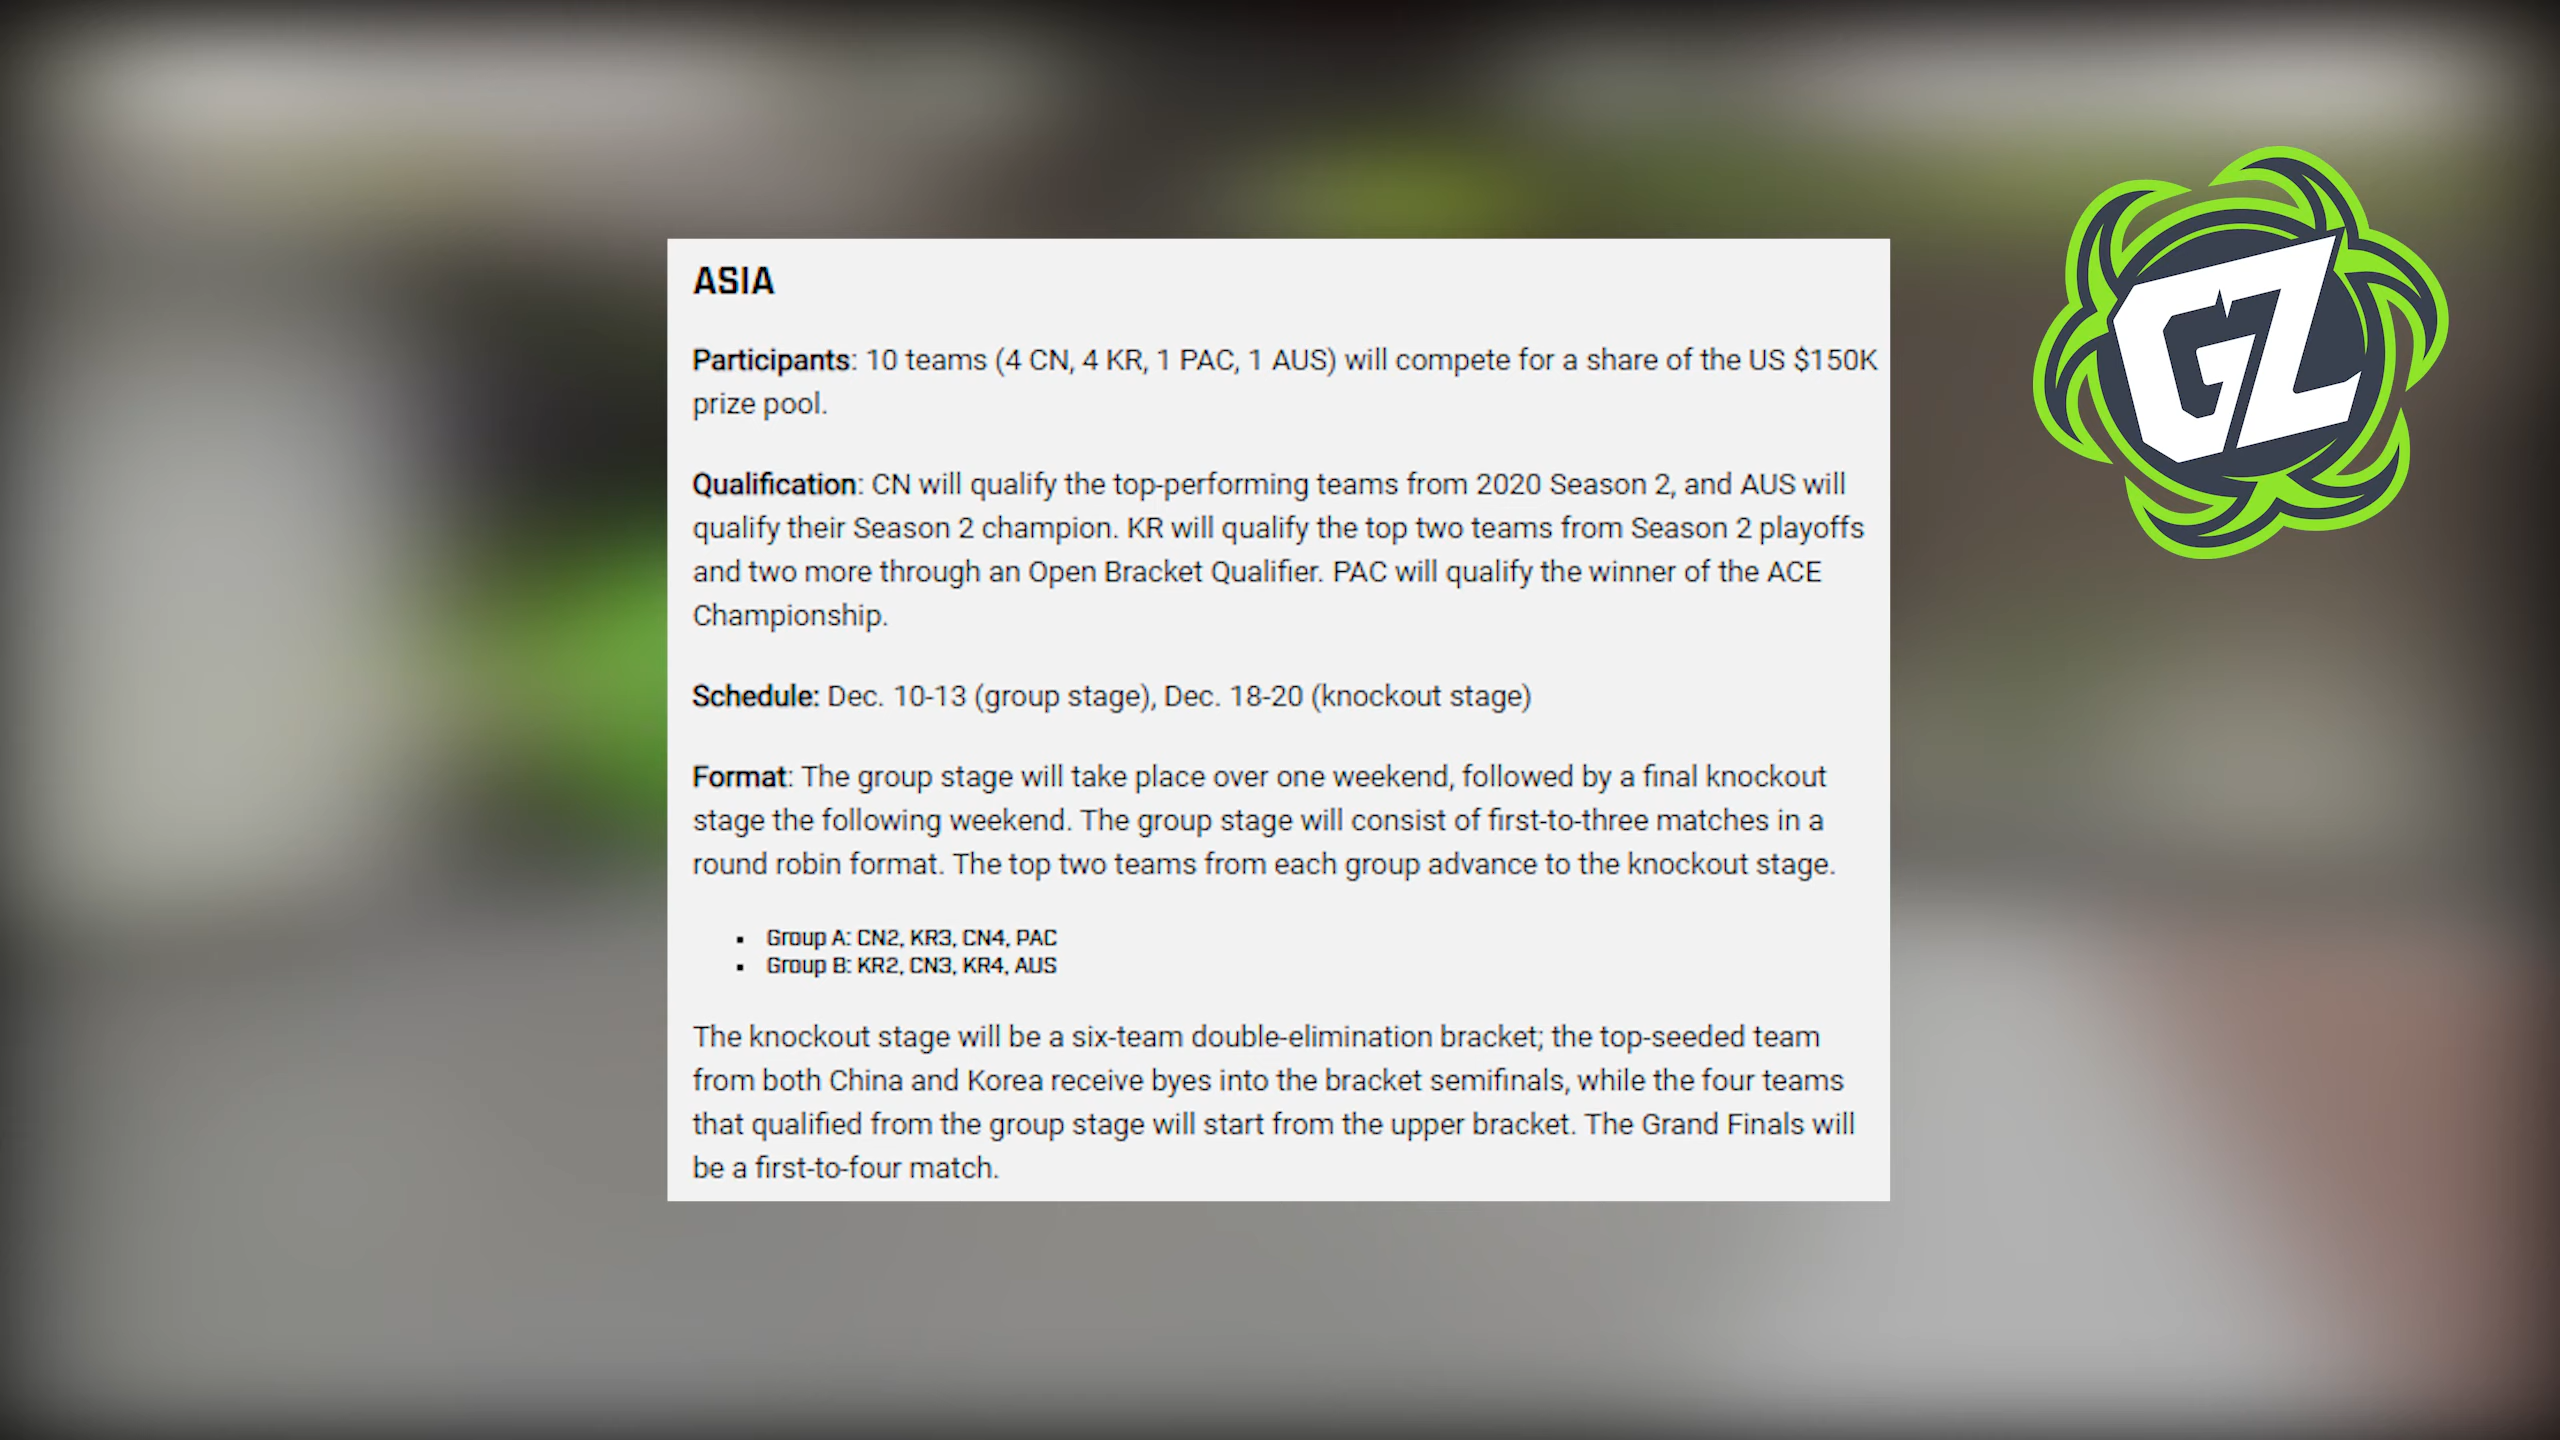 ASIA
Participants: 10 teams (4 CN, 4 KR, 1 PAC, 1 AUS) will compete for a share of the US $150K
prize pool.
Qualification: CN will qualify the top-performing teams from 2020 Season 2, and AUS will
qualify their Season 2 champion. KR will qualify the top two teams from Season 2 playoffs
and two more through an Open Bracket Qualifier. PAC will qualify the winner of the ACE
Championship.
Schedule: Dec. 10-13 (group stage), Dec. 18-20 (knockout stage)
Format: The group stage will take place over one weekend, followed by a final knockout
stage the following weekend. The group stage will consist of first-to-three matches in a
round robin format. The top two teams from each group advance to the knockout stage.
▪ Group A: CN2, KR3, CN4, PAC
▪ Group B: KR2, CN3, KR4, AUS
The knockout stage will be a six-team double-elimination bracket; the top-seeded team
from both China and Korea receive byes into the bracket semifinals, while the four teams
that qualified from the group stage will start from the upper bracket. The Grand Finals will
be a first-to-four match.
GZ